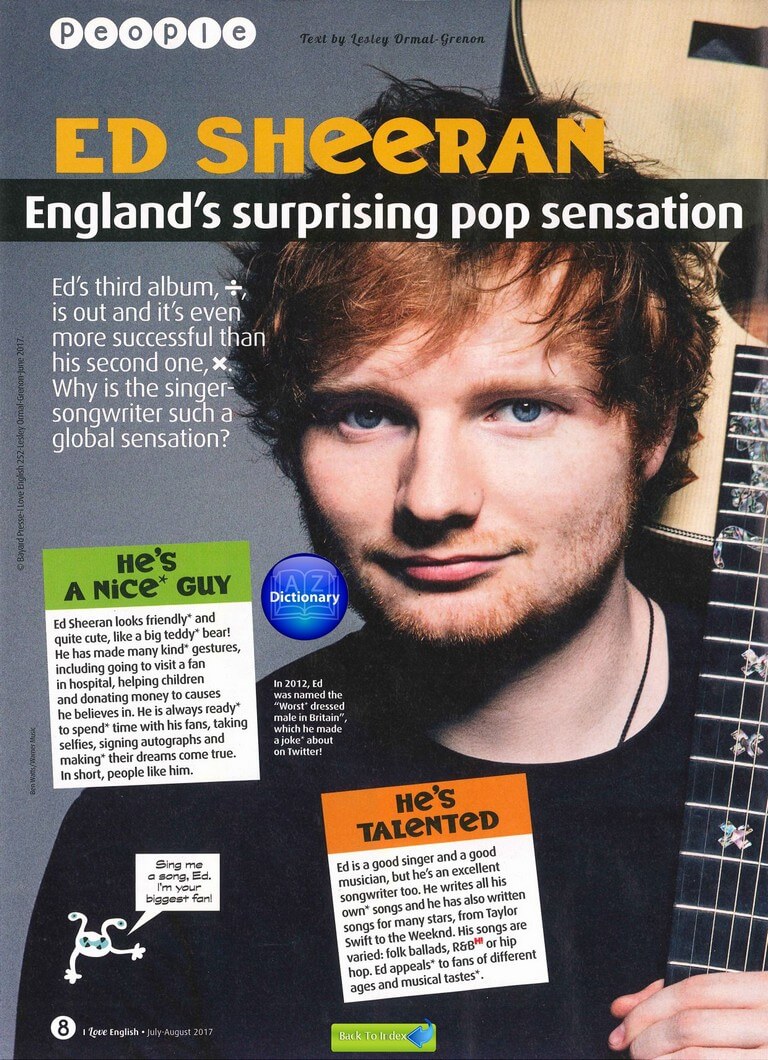 people
Text by Lesley Ormal-Grenon
ED SHEERAN
England's surprising pop sensation
Ed's third album, ÷,
is out and it's even
more successful than
his second one, ×.
Why is the singer-
songwriter such a
global sensation?
© Bayard Presse-I Love English 252-Lesley Ormal-Grenon-June 2017.
He's
A Nice* GUY
Ed Sheeran looks friendly* and
quite cute, like a big teddy* bear!
He has made many kind* gestures,
including going to visit a fan
in hospital, helping children
and donating money to causes
he believes in. He is always ready*
to spend* time with his fans, taking
selfies, signing autographs and
making* their dreams come true.
In short, people like him.
A Z
Dictionary
In 2012, Ed
was named the
"Worst* dressed
male in Britain",
which he made
a joke* about
on Twitter!
Ben Watts/Warner Music
He's
TALENTED
Ed is a good singer and a good
musician, but he's an excellent
songwriter too. He writes all his
own* songs and he has also written
songs for many stars, from Taylor
Swift to the Weeknd. His songs are
varied: folk ballads, R&B or hip
hop. Ed appeals* to fans of different
ages and musical tastes*.
Sing me
a song, Ed.
I'm your
biggest fan!
8 I Love English • July-August 2017
Back To Index